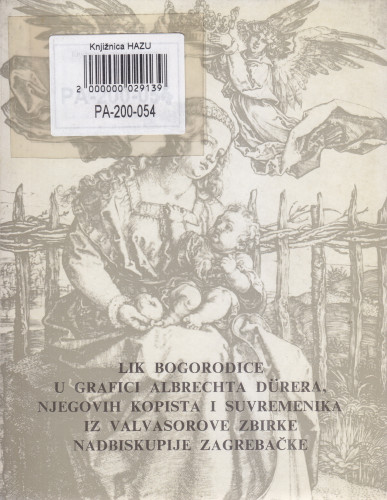 Knjižnica HAZU
2 000000 029139
PA-200-054
LIK BOGORODICE
U GRAFICI ALBRECHTA DÜRERA,
NJEGOVIH KOPISTA I SUVREMENIKA
IZ VALVASOROVE ZBIRKE
NADBISKUPIJE ZAGREBAČKE